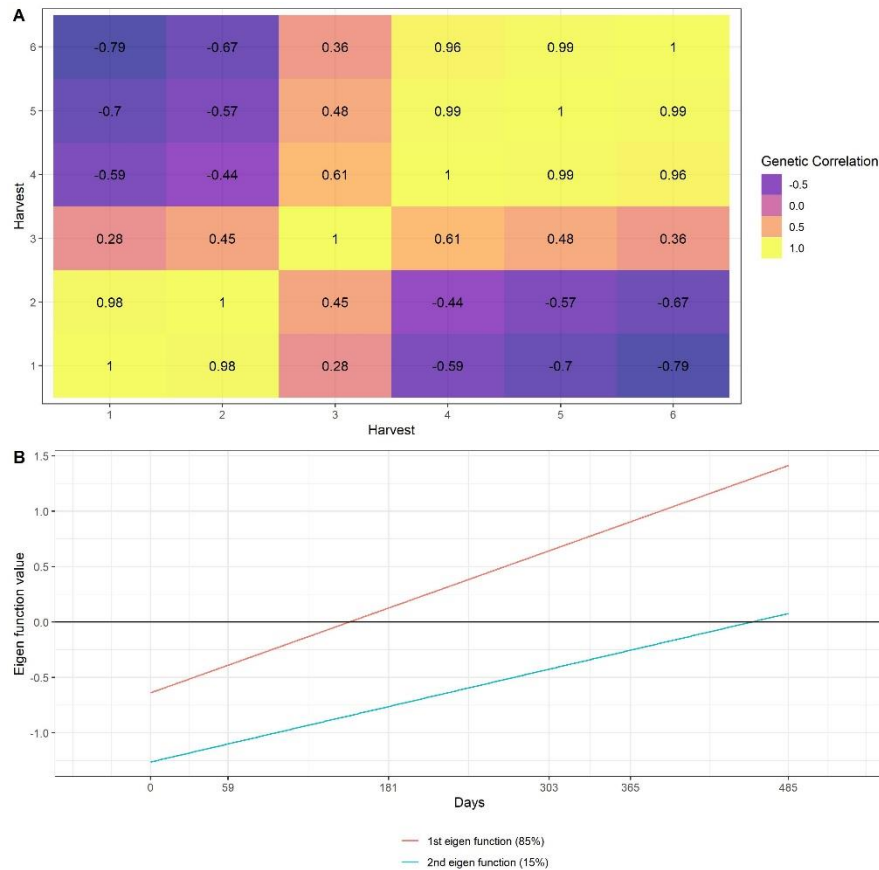 A
6
-0.79 -0.67 0.36 0.96 0.99 1
5
-0.7 -0.57 0.48 0.99 1 0.99
4
-0.59 -0.44 0.61 1 0.99 0.96
3
0.28 0.45 1 0.61 0.48 0.36
2
0.98 1 0.45 -0.44 -0.57 -0.67
1
1 0.98 0.28 -0.59 -0.7 -0.79
Harvest
1 2 3 4 5 6
Harvest
Genetic Correlation
-0.5
0.0
0.5
1.0
B
1.5
1.0
0.5
0.0
-0.5
-1.0
Eigen function value
0 59 181 303 365 485
Days
1st eigen function (85%)
2nd eigen function (15%)